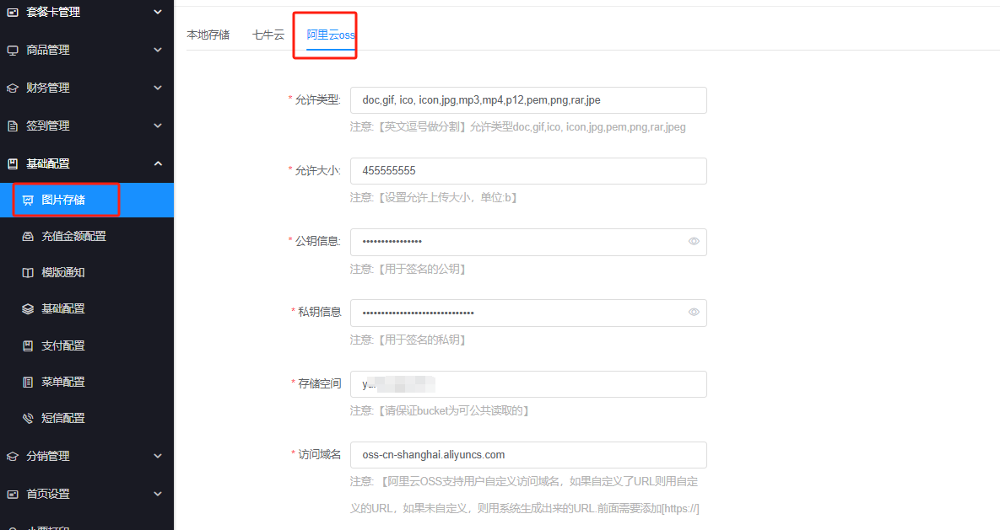 套餐卡管理
商品管理
财务管理
签到管理
基础配置
图片存储
充值金额配置
模版通知
基础配置
支付配置
菜单配置
短信配置
分销管理
首页设置
小票打印
本地存储 七牛云 阿里云oss
* 允许类型: doc,gif, ico, icon,jpg,mp3,mp4,p12,pem,png,rar,jpe
注意:【英文逗号做分割】允许类型doc,gif,ico, icon,jpg,pem,png,rar,jpeg
* 允许大小: 455555555
注意:【设置允许上传大小，单位:b】
* 公钥信息: ••••••••••••••••
注意:【用于签名的公钥】
* 私钥信息 ••••••••••••••••••••••••••••••
注意:【用于签名的私钥】
* 存储空间
注意:【请保证bucket为可公共读取的】
* 访问域名 oss-cn-shanghai.aliyuncs.com
注意: 【阿里云OSS支持用户自定义访问域名，如果自定义了URL则用自定
义的URL，如果未自定义，则用系统生成出来的URL.前面需要添加[https://]